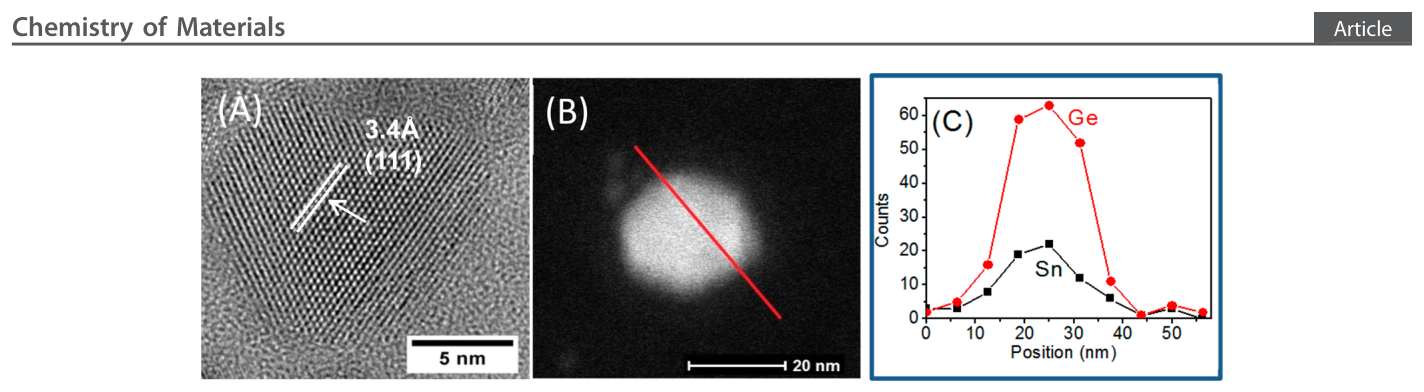 Chemistry of Materials
Article
(A)
3.4Å
(111)
5 nm
(B)
20 nm
(C)
Ge
Sn
Counts
60
50
40
30
20
10
0
0 10 20 30 40 50
Position (nm)